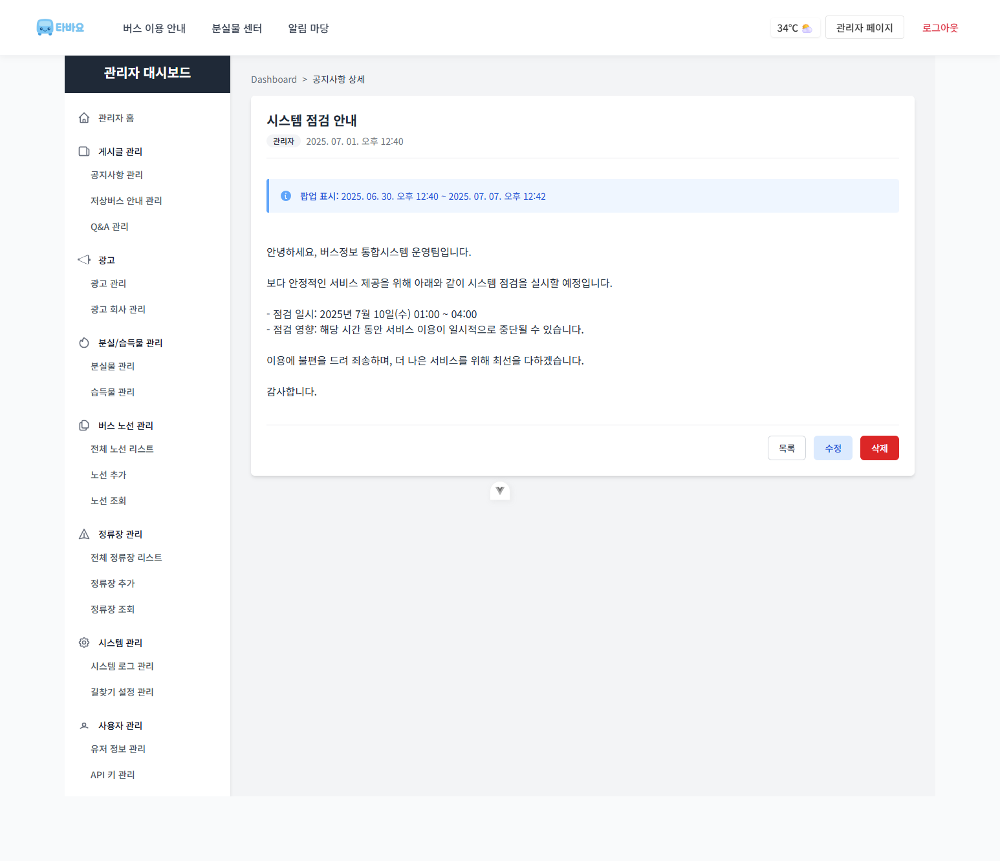 타바요
버스 이용 안내
분실물 센터
알림 마당
34°C
관리자 페이지
로그아웃
관리자 대시보드
관리자 홈
게시글 관리
공지사항 관리
저상버스 안내 관리
Q&A 관리
광고
광고 관리
광고 회사 관리
분실/습득물 관리
분실물 관리
습득물 관리
버스 노선 관리
전체 노선 리스트
노선 추가
노선 조회
정류장 관리
전체 정류장 리스트
정류장 추가
정류장 조회
시스템 관리
시스템 로그 관리
길찾기 설정 관리
사용자 관리
유저 정보 관리
API 키 관리
Dashboard > 공지사항 상세
시스템 점검 안내
관리자 2025. 07. 01. 오후 12:40
팝업 표시: 2025. 06. 30. 오후 12:40 ~ 2025. 07. 07. 오후 12:42
안녕하세요, 버스정보 통합시스템 운영팀입니다.
보다 안정적인 서비스 제공을 위해 아래와 같이 시스템 점검을 실시할 예정입니다.
- 점검 일시: 2025년 7월 10일(수) 01:00 ~ 04:00
- 점검 영향: 해당 시간 동안 서비스 이용이 일시적으로 중단될 수 있습니다.
이용에 불편을 드려 죄송하며, 더 나은 서비스를 위해 최선을 다하겠습니다.
감사합니다.
목록
수정
삭제